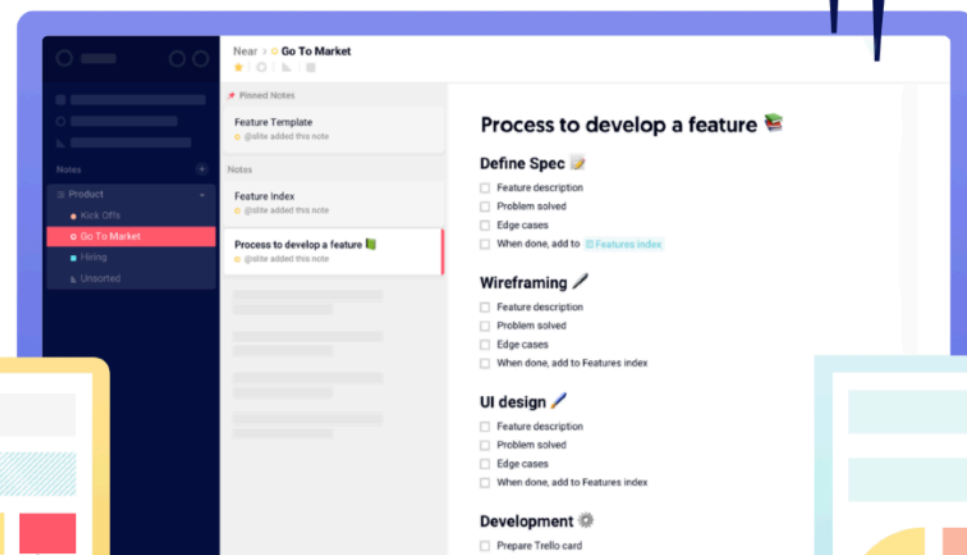 Near > Go To Market
Pinned Notes
Feature Template
@slite added this note
Notes
Feature Index
@slite added this note
Process to develop a feature
@slite added this note
Notes +
Product
Kick Offs
Go To Market
Hiring
Unsorted
Process to develop a feature
Define Spec
Feature description
Problem solved
Edge cases
When done, add to Features index
Wireframing
Feature description
Problem solved
Edge cases
When done, add to Features index
UI design
Feature description
Problem solved
Edge cases
When done, add to Features index
Development
Prepare Trello card